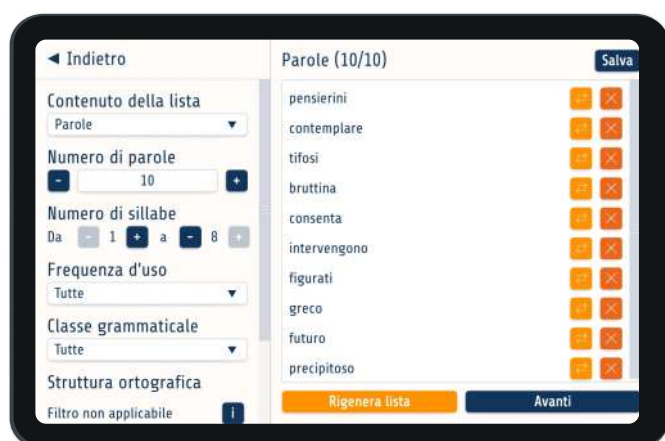 ◄ Indietro
Contenuto della lista
Parole ▼
Numero di parole
- 10 +
Numero di sillabe
Da - 1 + a - 8 +
Frequenza d'uso
Tutte ▼
Classe grammaticale
Tutte ▼
Struttura ortografica
Filtro non applicabile i
Parole (10/10) Salva
pensierini
contemplare
tifosi
bruttina
consenta
intervengono
figurati
greco
futuro
precipitoso
Rigenera lista Avanti